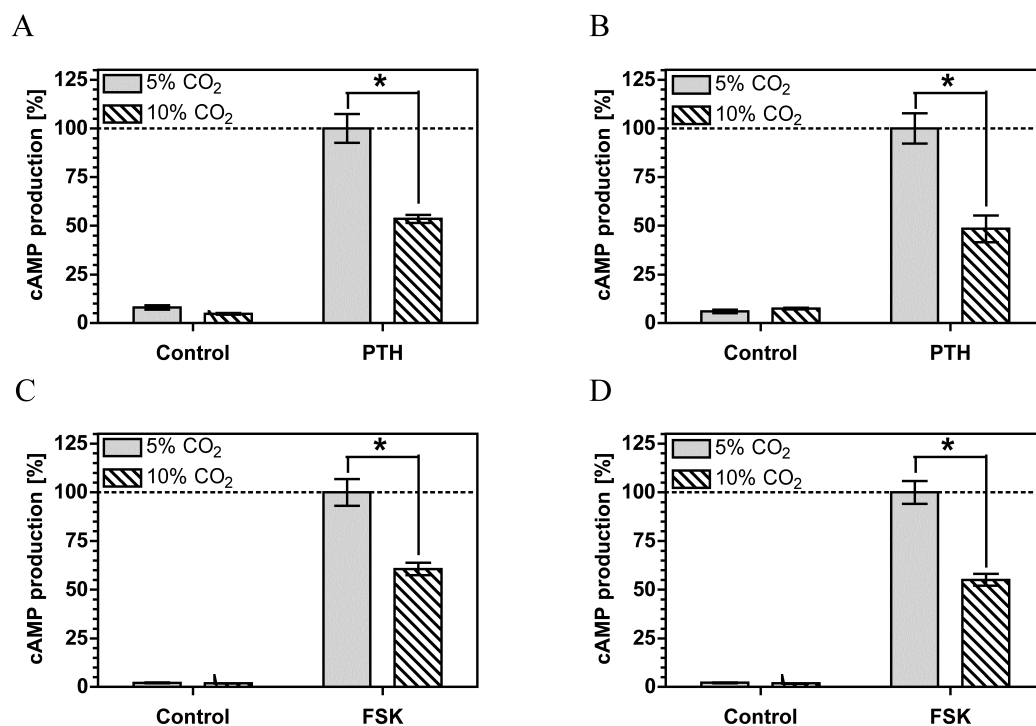 A
cAMP production [%]
125
100
75
50
25
0
5% CO₂
10% CO₂
*
Control
PTH
B
cAMP production [%]
125
100
75
50
25
0
5% CO₂
10% CO₂
*
Control
PTH
C
cAMP production [%]
125
100
75
50
25
0
5% CO₂
10% CO₂
*
Control
FSK
D
cAMP production [%]
125
100
75
50
25
0
5% CO₂
10% CO₂
*
Control
FSK